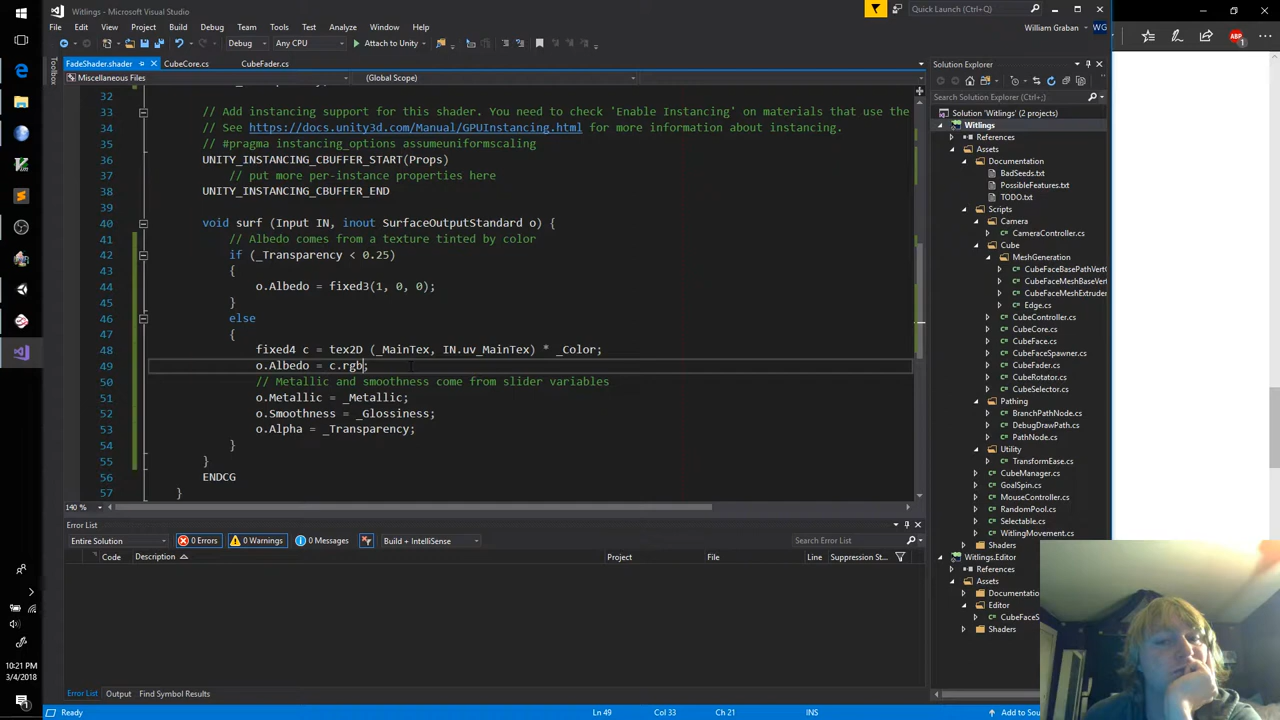 Witlings - Microsoft Visual Studio
Quick Launch (Ctrl+Q)
File Edit View Project Build Debug Team Tools Test Analyze Window Help
William Graban WG
Debug Any CPU Attach to Unity
ABP
1
FadeShader.shader CubeCore.cs CubeFader.cs
Miscellaneous Files (Global Scope)
Toolbox
32
33 // Add instancing support for this shader. You need to check 'Enable Instancing' on materials that use the
34 // See https://docs.unity3d.com/Manual/GPUInstancing.html for more information about instancing.
35 // #pragma instancing_options assumeuniformscaling
36 UNITY_INSTANCING_CBUFFER_START(Props)
37 // put more per-instance properties here
38 UNITY_INSTANCING_CBUFFER_END
39
40 void surf (Input IN, inout SurfaceOutputStandard o) {
41 // Albedo comes from a texture tinted by color
42 if (_Transparency < 0.25)
43 {
44 o.Albedo = fixed3(1, 0, 0);
45 }
46 else
47 {
48 fixed4 c = tex2D (_MainTex, IN.uv_MainTex) * _Color;
49 o.Albedo = c.rgb;
50 // Metallic and smoothness come from slider variables
51 o.Metallic = _Metallic;
52 o.Smoothness = _Glossiness;
53 o.Alpha = _Transparency;
54 }
55 }
56 ENDCG
57 }
140 %
Error List
Entire Solution 0 Errors 0 Warnings 0 Messages Build + IntelliSense Search Error List
Code Description Project File Line Suppression St...
Error List Output Find Symbol Results
Ready Ln 49 Col 33 Ch 21 INS Add to Sou
Solution Explorer
Search Solution Explorer (Ctrl+;)
Solution 'Witlings' (2 projects)
Witlings
References
Assets
Documentation
BadSeeds.txt
PossibleFeatures.txt
TODO.txt
Scripts
Camera
CameraController.cs
Cube
MeshGeneration
CubeFaceBasePathVert
CubeFaceMeshBaseVert
CubeFaceMeshExtruder
Edge.cs
CubeController.cs
CubeCore.cs
CubeFace.cs
CubeFaceSpawner.cs
CubeFader.cs
CubeRotator.cs
CubeSelector.cs
Pathing
BranchPathNode.cs
DebugDrawPath.cs
PathNode.cs
Utility
TransformEase.cs
CubeManager.cs
GoalSpin.cs
MouseController.cs
RandomPool.cs
Selectable.cs
WitlingMovement.cs
Shaders
Witlings.Editor
References
Assets
Documentatio
Editor
CubeFaceS
Shaders
10:21 PM
3/4/2018
1